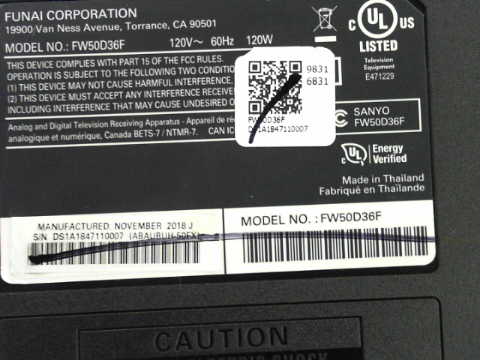 FUNAI CORPORATION
19900 Van Ness Avenue, Torrance, CA 90501
MODEL NO.: FW50D36F 120V~ 60Hz 120W
THIS DEVICE COMPLIES WITH PART 15 OF THE FCC RULES.
OPERATION IS SUBJECT TO THE FOLLOWING TWO CONDITION
MAY NOT CAUSE HARMFUL INTERFERENCE,
(2) THIS DEVICE MUST ACCEPT ANY INTERFERENCE
INCLUDING INTERFERENCE THAT MAY CAUSE UNDESIRED O
Analog and Digital Television Receiving Apparatus - Appareil de ré
analogique et numérique, Canada BETS-7 / NTMR-7. CAN IC
9831
6831
FW50D36F
DS1A1847110007
c UL US
LISTED
Television
Equipment
E471229
SANYO
FW50D36F
UL Energy
Verified
Made in Thailand
Fabriqué en Thaïlande
MANUFACTURED: NOVEMBER 2018 J
S/N DS1A1847110007
MODEL NO. : FW50D36F
CAUTION